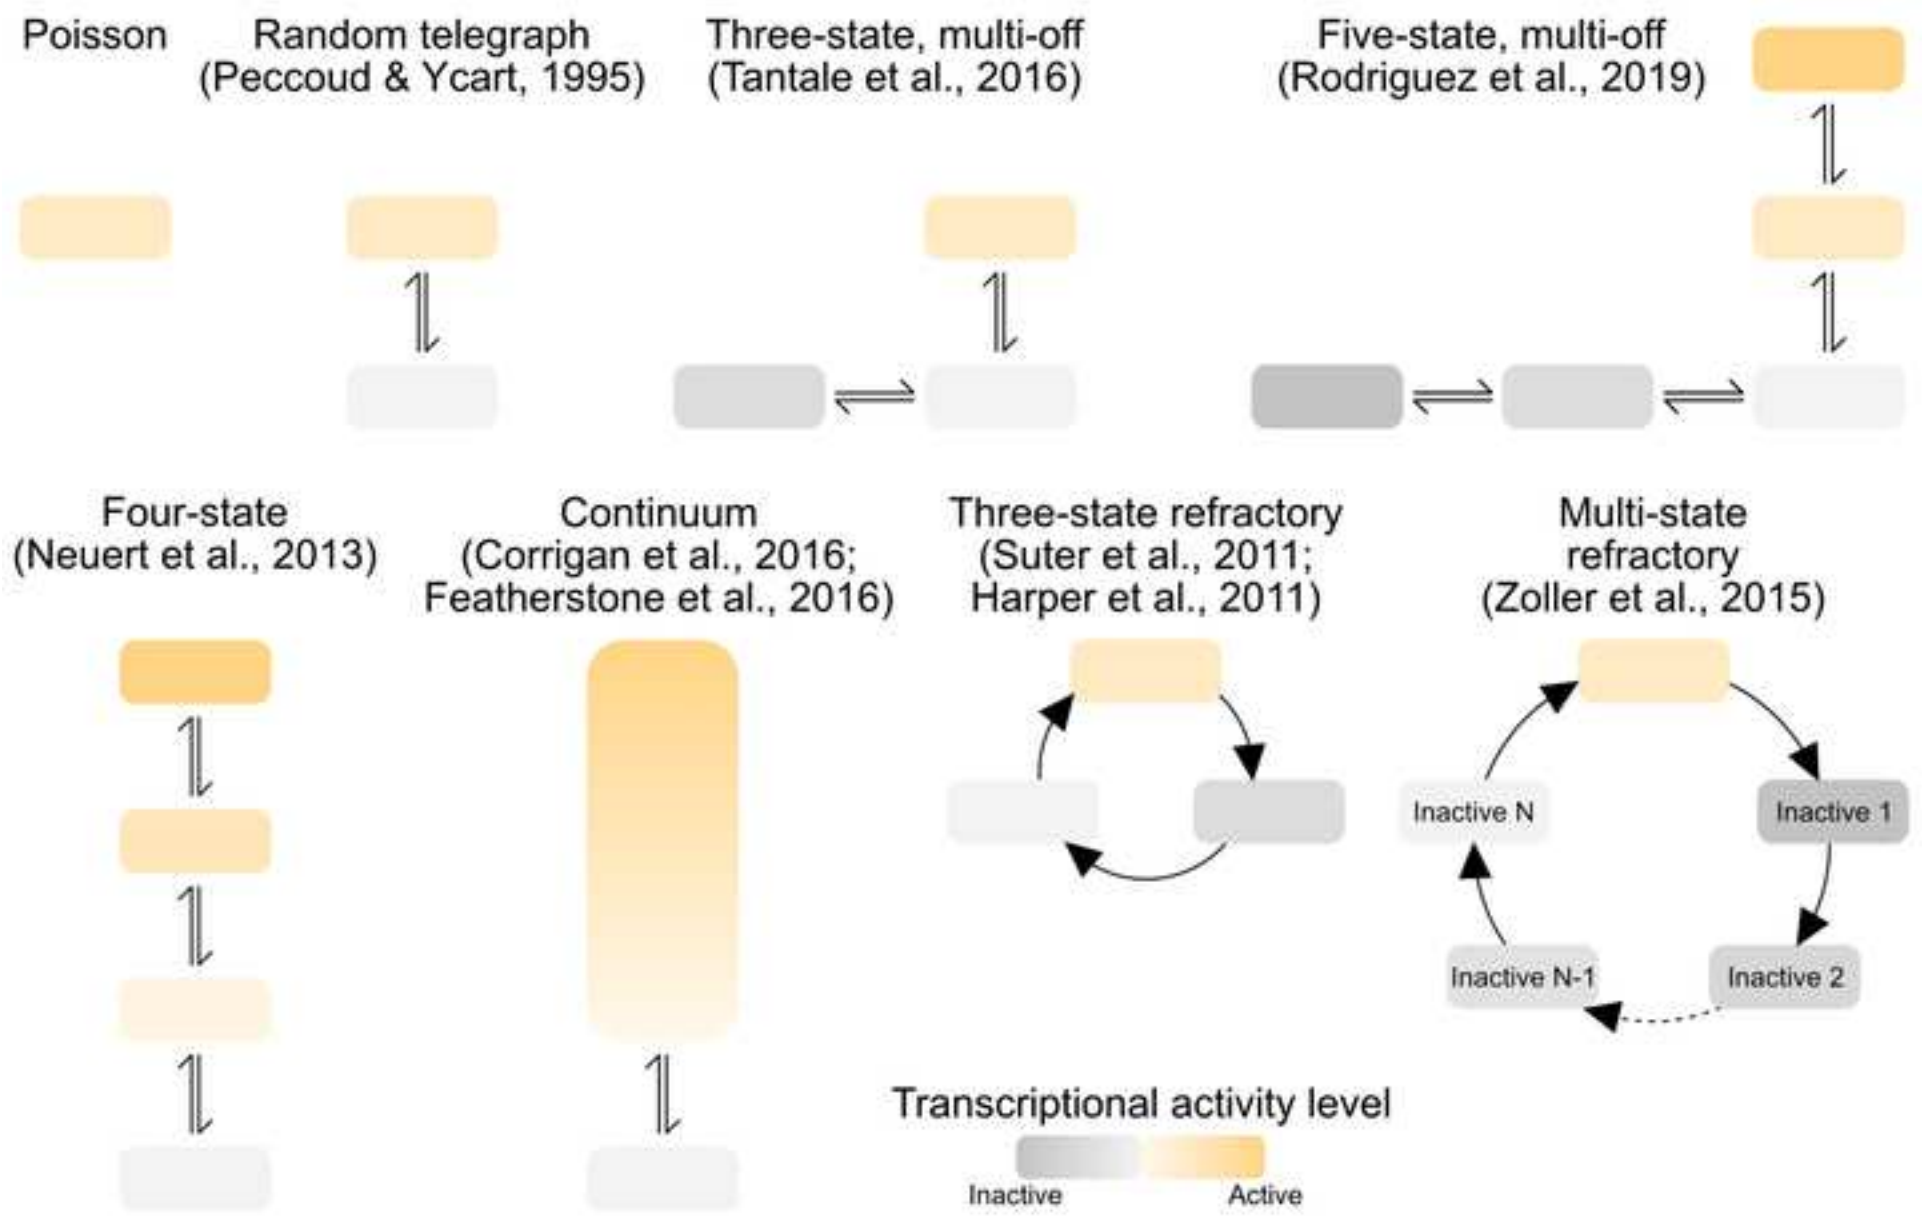 Poisson
Random telegraph
(Peccoud & Ycart, 1995)
Three-state, multi-off
(Tantale et al., 2016)
Five-state, multi-off
(Rodriguez et al., 2019)
Four-state
(Neuert et al., 2013)
Continuum
(Corrigan et al., 2016;
Featherstone et al., 2016)
Three-state refractory
(Suter et al., 2011;
Harper et al., 2011)
Multi-state
refractory
(Zoller et al., 2015)
Inactive N
Inactive 1
Inactive N-1
Inactive 2
Transcriptional activity level
Inactive
Active